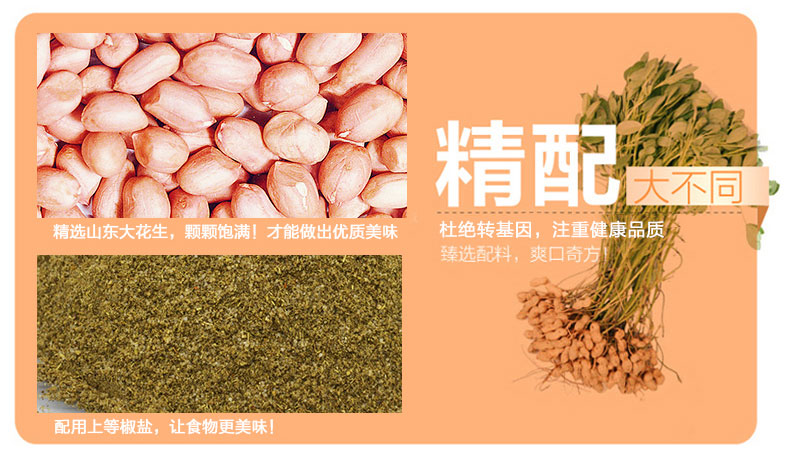 精选山东大花生，颗颗饱满！才能做出优质美味
配用上等椒盐，让食物更美味！
精配
大不同
杜绝转基因，注重健康品质
臻选配料，爽口奇方！